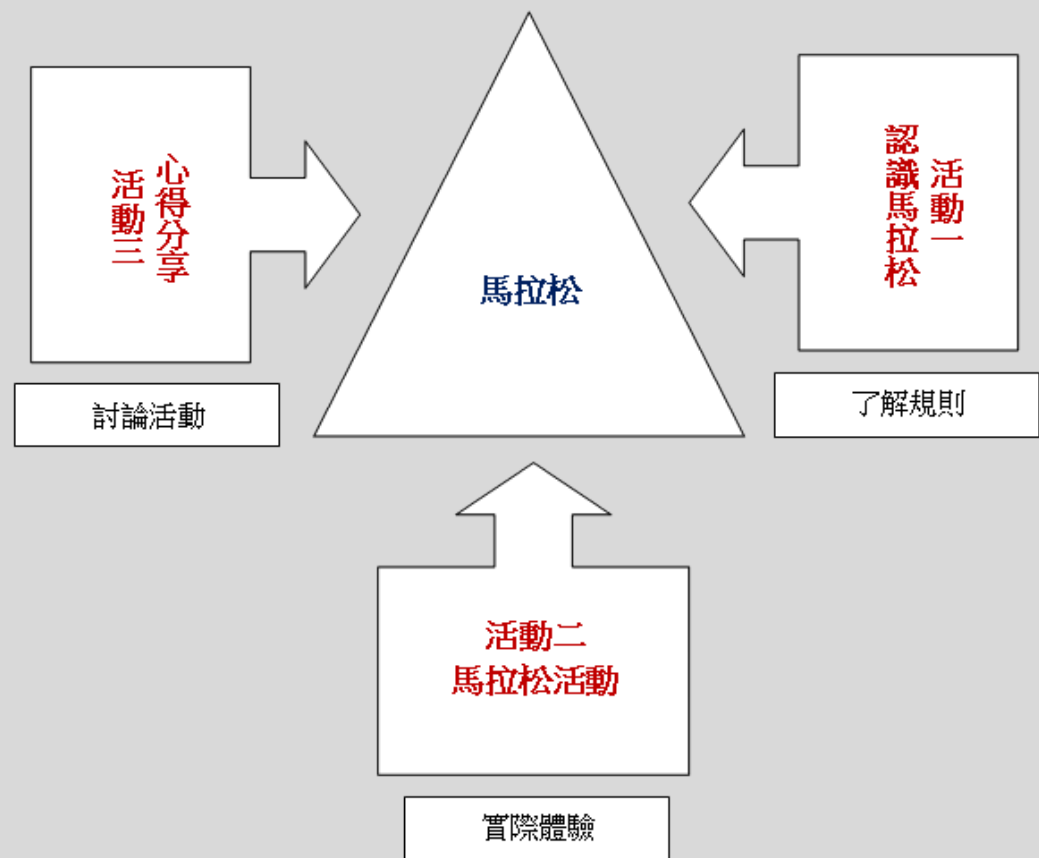 活動三
心得分享
討論活動
馬拉松
活動一
認識馬拉松
了解規則
活動二
馬拉松活動
實際體驗